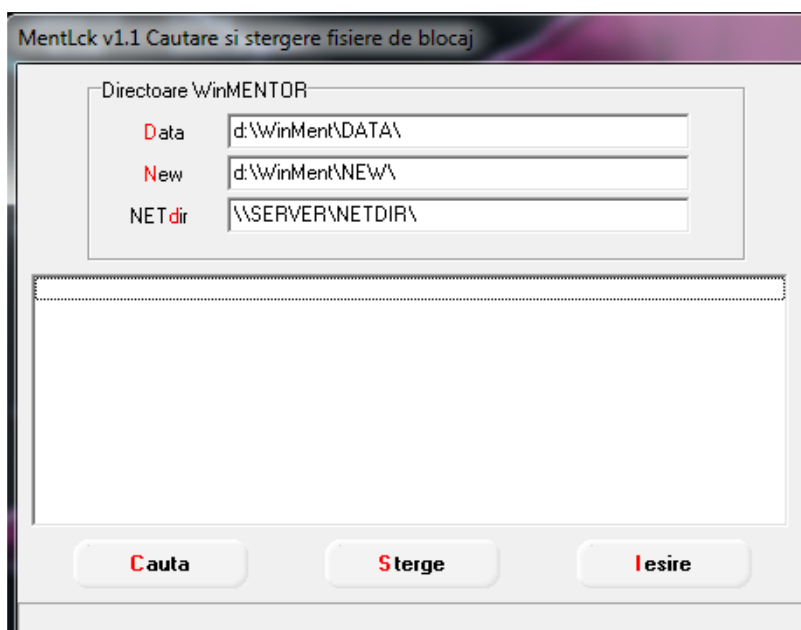 MentLck v1.1 Cautare si stergere fisiere de blocaj
Directoare WinMENTOR
Data d:\WinMent\DATA\
New d:\WinMent\NEW\
NETdir \\SERVER\NETDIR\
Cauta Sterge Iesire